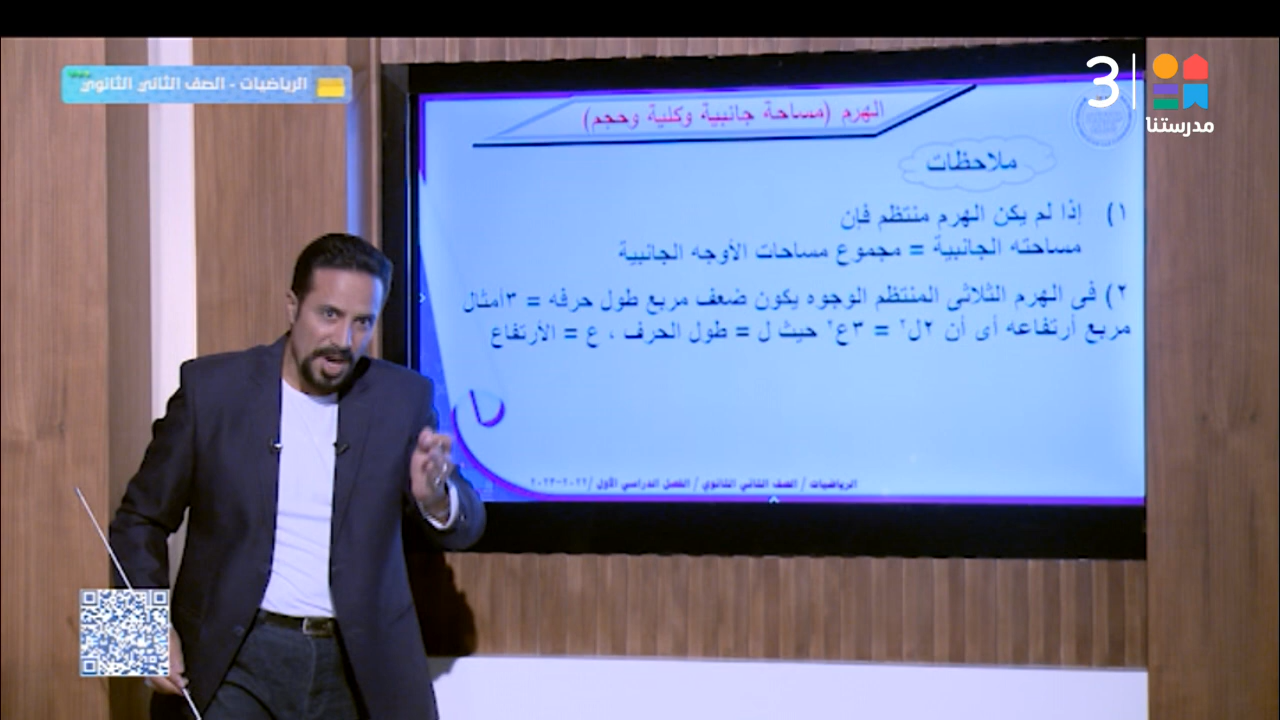 الرياضيات - الصف الثاني الثانوي
3
مدرستنا
الهرم (مساحة جانبية وكلية وحجم)
ملاحظات
١) إذا لم يكن الهرم منتظم فإن
مساحته الجانبية = مجموع مساحات الأوجه الجانبية
٢) فى الهرم الثلاثى المنتظم الوجوه يكون ضعف مربع طول حرفه = ٣أمثال
مربع أرتفاعه أى أن ٢ل٢ = ٣ع٢ حيث ل = طول الحرف ، ع = الأرتفاع
الرياضيات / الصف الثاني الثانوي / الفصل الدراسي الأول /٢٠٢٢-٢٠٢٣